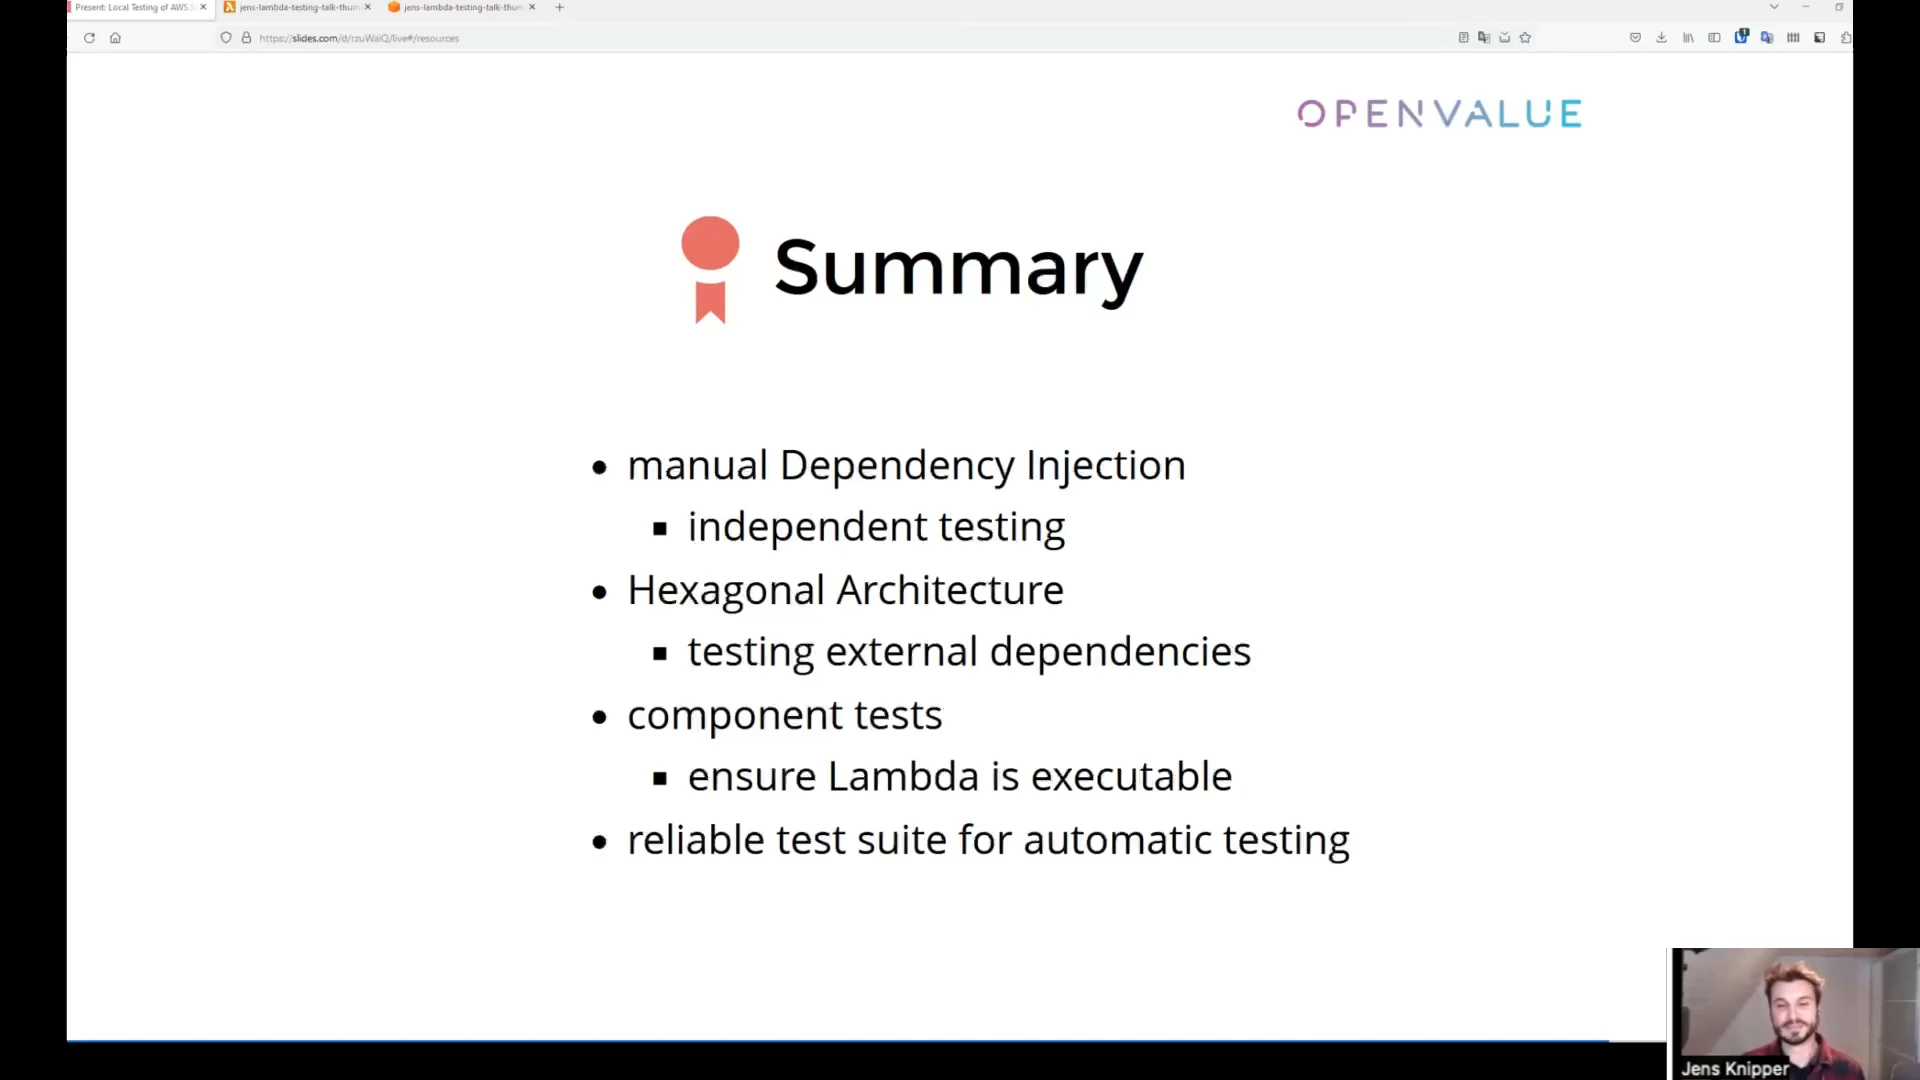 Present: Local Testing of AWS
jens-lambda-testing-talk-thum
jens-lambda-testing-talk-thum
https://slides.com/d/rzuWaiQ/live#/resources
OPENVALUE
Summary
• manual Dependency Injection
▪ independent testing
• Hexagonal Architecture
▪ testing external dependencies
• component tests
▪ ensure Lambda is executable
• reliable test suite for automatic testing
Jens Knipper